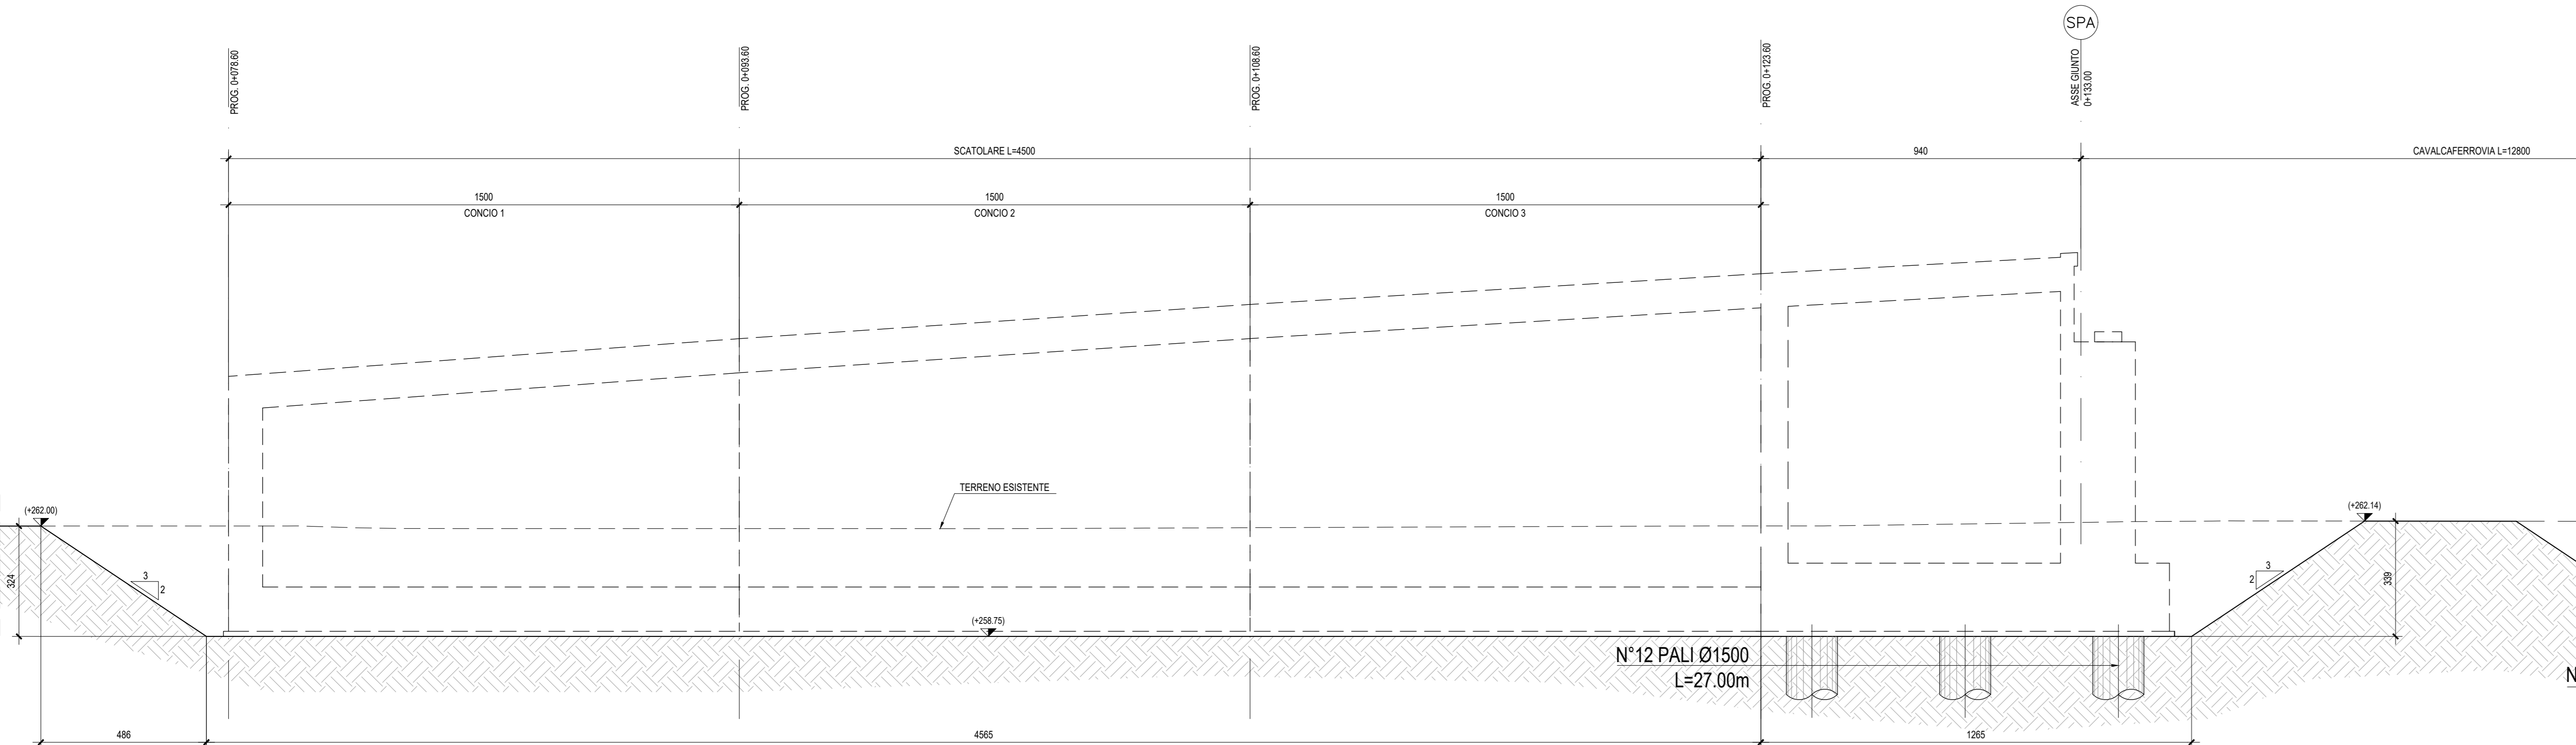 SPA
PROG. 0+078.60
PROG. 0+093.60
PROG. 0+108.60
PROG. 0+123.60
ASSE GIUNTO
0+133.00
SCATOLARE L=4500
940
CAVALCAFERROVIA L=12800
1500
CONCIO 1
1500
CONCIO 2
1500
CONCIO 3
TERRENO ESISTENTE
(+262.00)
(+262.14)
324
3
2
3
2
339
(+258.75)
N°12 PALI Ø1500
L=27.00m
N
486
4565
1265